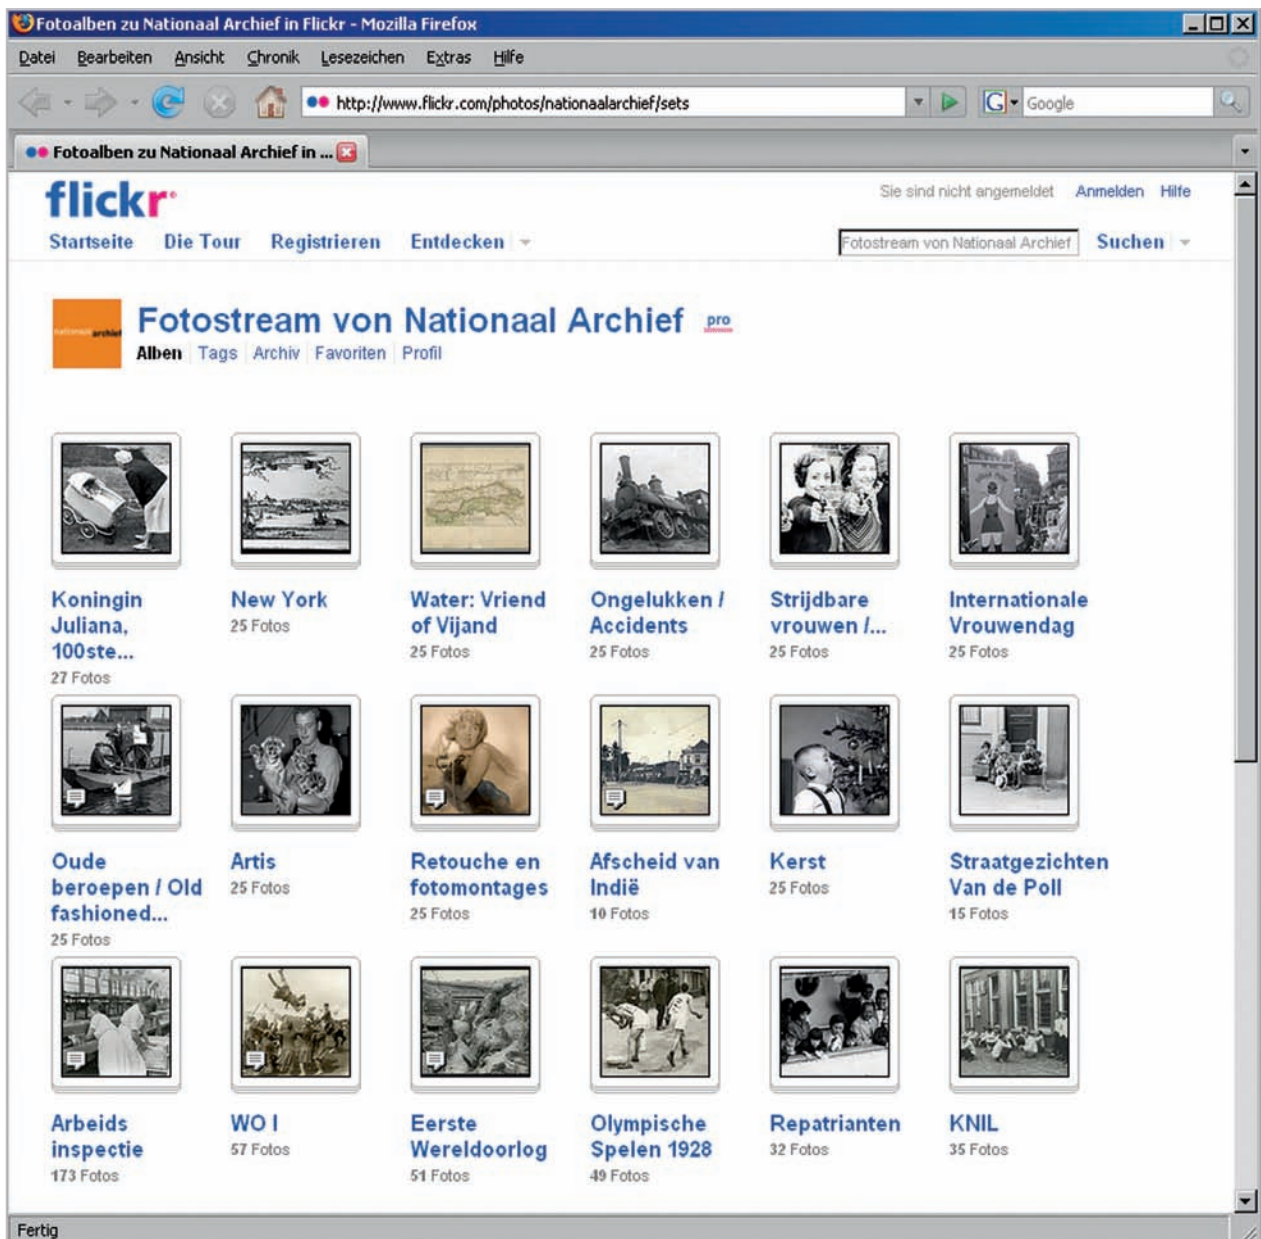 Fotoalben zu Nationaal Archief in Flickr - Mozilla Firefox
Datei Bearbeiten Ansicht Chronik Lesezeichen Extras Hilfe
http://www.flickr.com/photos/nationaalarchief/sets
G Google
Fotoalben zu Nationaal Archief in ...
flickr
Sie sind nicht angemeldet Anmelden Hilfe
Startseite Die Tour Registrieren Entdecken
Fotostream von Nationaal Archief Suchen
nationaal archief
Fotostream von Nationaal Archief pro
Alben Tags Archiv Favoriten Profil
Koningin
Juliana,
100ste...
27 Fotos
New York
25 Fotos
Water: Vriend
of Vijand
25 Fotos
Ongelukken /
Accidents
25 Fotos
Strijdbare
vrouwen /...
25 Fotos
Internationale
Vrouwendag
25 Fotos
Oude
beroepen / Old
fashioned...
25 Fotos
Artis
25 Fotos
Retouche en
fotomontages
25 Fotos
Afscheid van
Indië
10 Fotos
Kerst
25 Fotos
Straatgezichten
Van de Poll
15 Fotos
Arbeids
inspectie
173 Fotos
WO I
57 Fotos
Eerste
Wereldoorlog
51 Fotos
Olympische
Spelen 1928
49 Fotos
Repatrianten
32 Fotos
KNIL
35 Fotos
Fertig